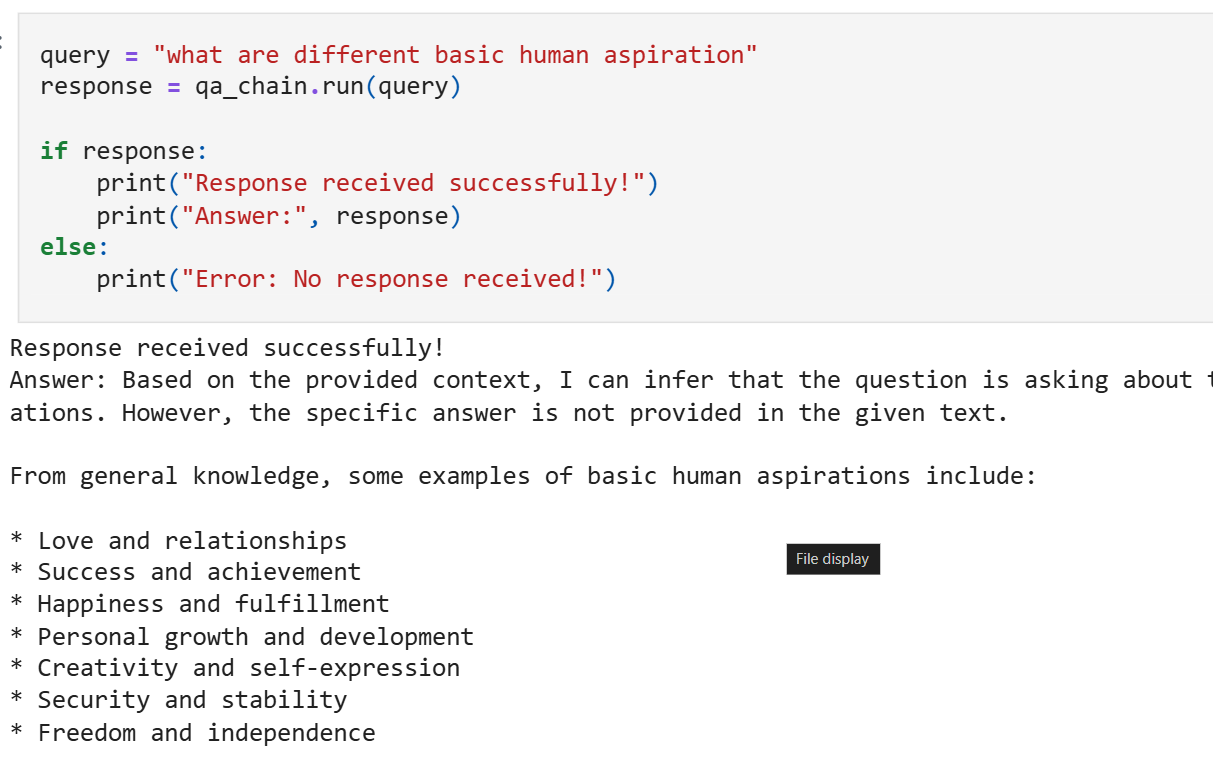 query = "what are different basic human aspiration"
response = qa_chain.run(query)
if response:
    print("Response received successfully!")
    print("Answer:", response)
else:
    print("Error: No response received!")
Response received successfully!
Answer: Based on the provided context, I can infer that the question is asking about
ations. However, the specific answer is not provided in the given text.
From general knowledge, some examples of basic human aspirations include:
* Love and relationships
* Success and achievement
File display
* Happiness and fulfillment
* Personal growth and development
* Creativity and self-expression
* Security and stability
* Freedom and independence